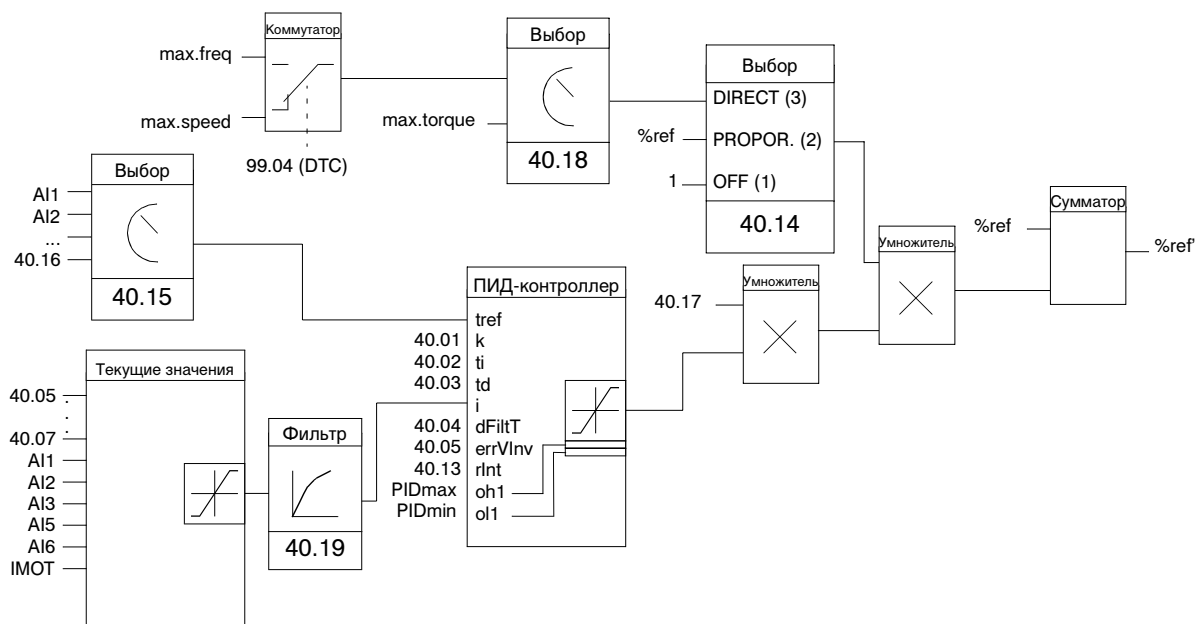 Коммутатор
max.freq
max.speed
99.04 (DTC)
Выбор
max.torque
40.18
Выбор
DIRECT (3)
%ref
PROPOR. (2)
1
OFF (1)
40.14
Выбор
AI1
AI2
...
40.16
40.15
Умножитель
Сумматор
%ref
%ref'
Умножитель
40.17
ПИД-контроллер
tref
40.01
k
40.02
ti
40.03
td
i
40.04
dFiltT
40.05
errVInv
40.13
rInt
PIDmax
oh1
PIDmin
ol1
Текущие значения
40.05
.
.
40.07
AI1
AI2
AI3
AI5
AI6
IMOT
Фильтр
40.19